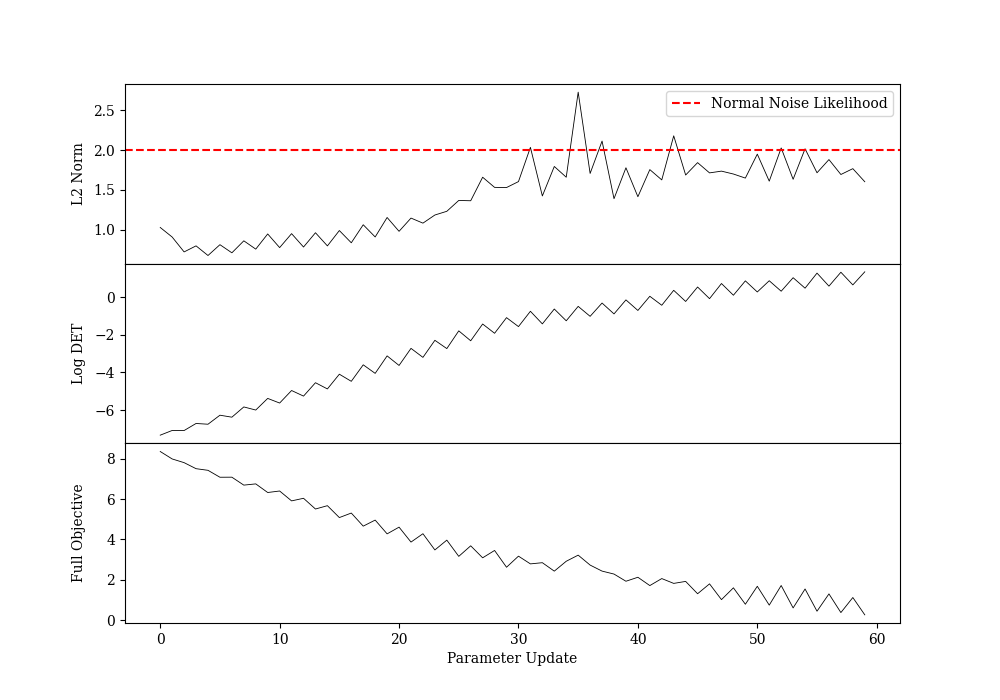 Normal Noise Likelihood
L2 Norm
2.5
2.0
1.5
1.0
Log DET
0
−2
−4
−6
Full Objective
8
6
4
2
0
0 10 20 30 40 50 60
Parameter Update